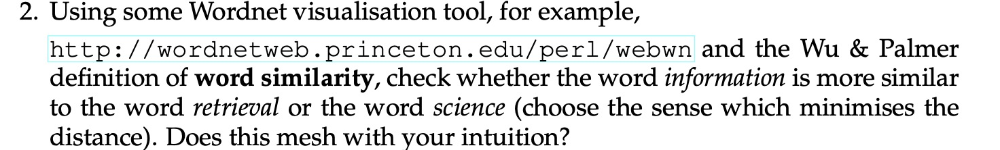 2. Using some Wordnet visualisation tool, for example,
http://wordnetweb.princeton.edu/perl/webwn and the Wu & Palmer
definition of word similarity, check whether the word information is more similar
to the word retrieval or the word science (choose the sense which minimises the
distance). Does this mesh with your intuition?